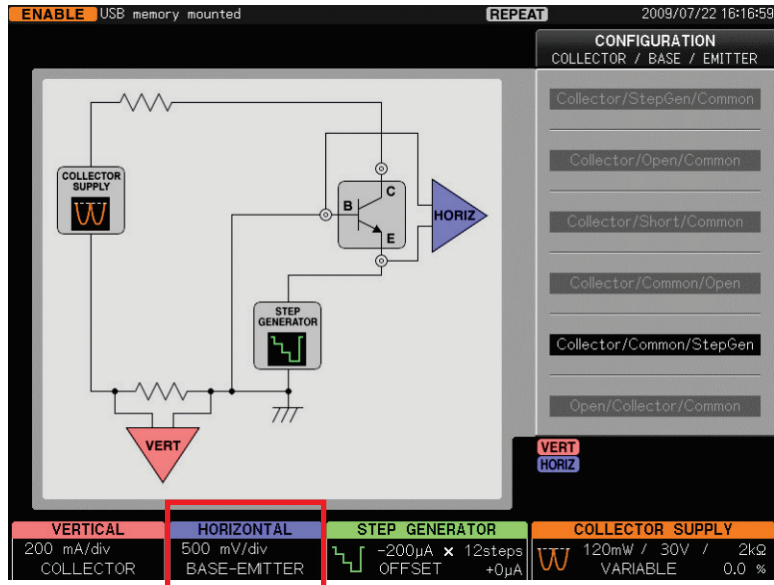 ENABLE USB memory mounted REPEAT 2009/07/22 16:16:59
CONFIGURATION
COLLECTOR / BASE / EMITTER
Collector/StepGen/Common
Collector/Open/Common
Collector/Short/Common
Collector/Common/Open
Collector/Common/StepGen
Open/Collector/Common
COLLECTOR
SUPPLY
C
B
E
HORIZ
STEP
GENERATOR
VERT
VERT
HORIZ
VERTICAL
200 mA/div
COLLECTOR
HORIZONTAL
500 mV/div
BASE-EMITTER
STEP GENERATOR
-200µA × 12steps
OFFSET +0µA
COLLECTOR SUPPLY
120mW / 30V / 2kΩ
VARIABLE 0.0 %